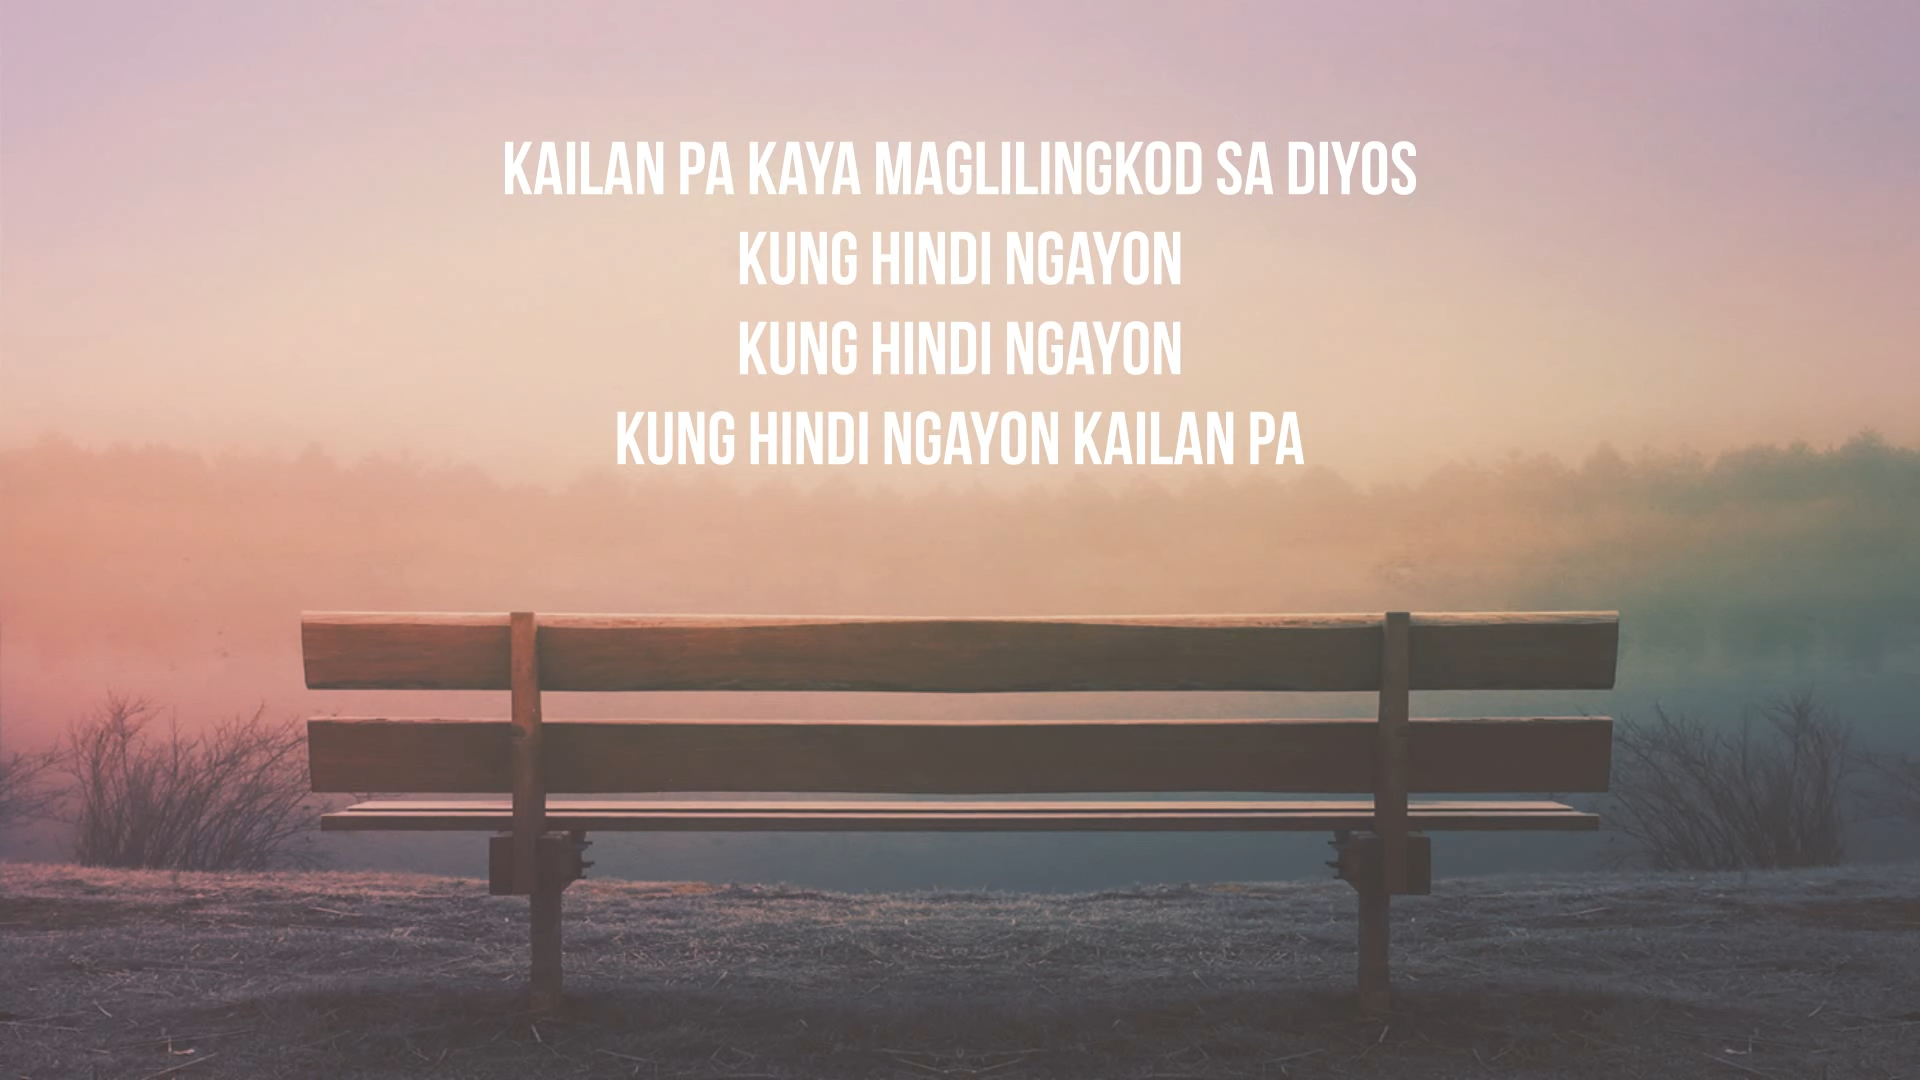 KAILAN PA KAYA MAGLILINGKOD SA DIYOS
KUNG HINDI NGAYON
KUNG HINDI NGAYON
KUNG HINDI NGAYON KAILAN PA